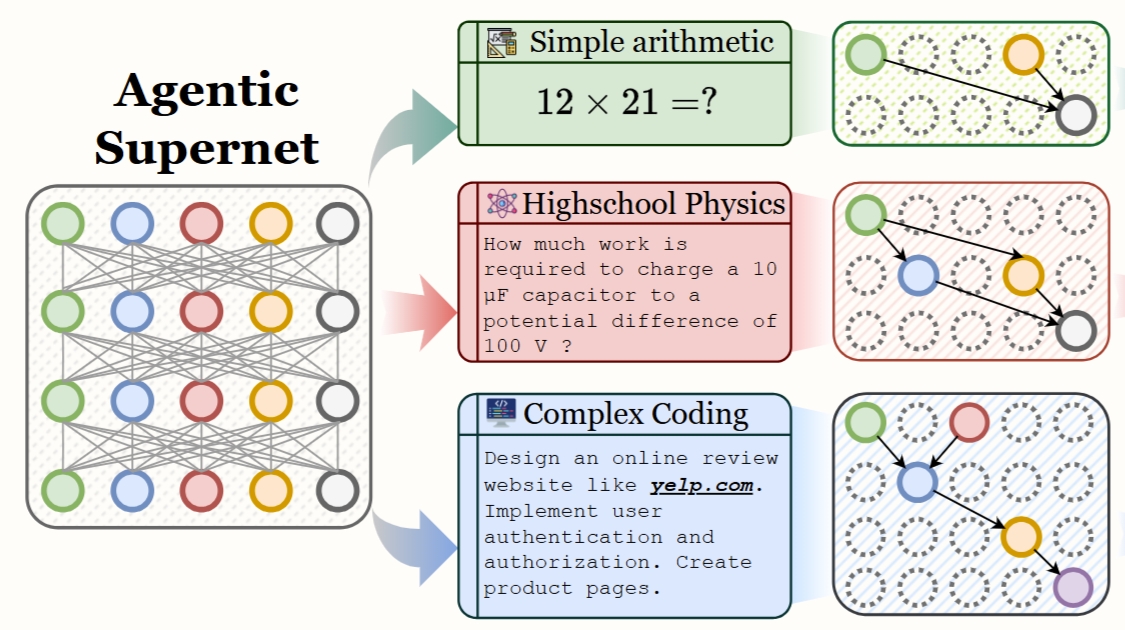 Agentic
Supernet
Simple arithmetic
12 × 21 =?
Highschool Physics
How much work is
required to charge a 10
μF capacitor to a
potential difference of
100 V ?
Complex Coding
Design an online review
website like yelp.com.
Implement user
authentication and
authorization. Create
product pages.